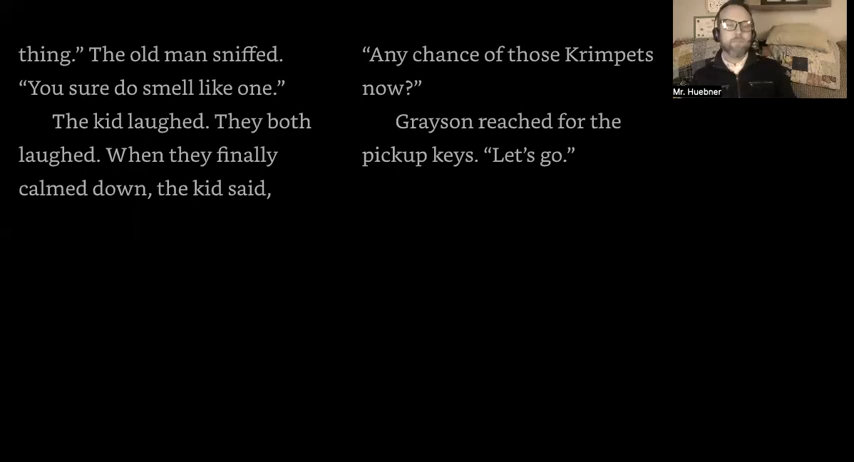 thing.” The old man sniffed.
“You sure do smell like one.”
The kid laughed. They both
laughed. When they finally
calmed down, the kid said,
“Any chance of those Krimpets
now?”
Grayson reached for the
pickup keys. “Let’s go.”
Mr. Huebner